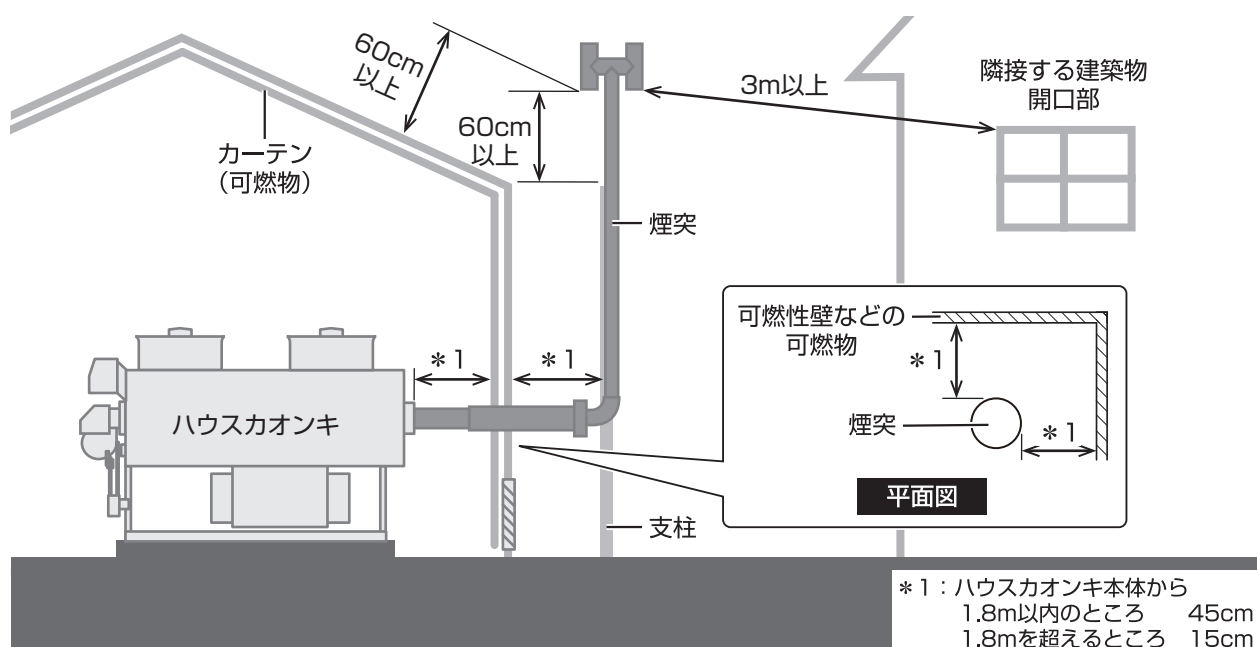 60cm
以上
60cm
以上
3m以上
隣接する建築物
開口部
カーテン
(可燃物)
煙突
可燃性壁などの
可燃物
*1
*1
*1
煙突
*1
ハウスカオンキ
平面図
支柱
*1:ハウスカオンキ本体から
1.8m以内のところ 45cm
1.8mを超えるところ 15cm